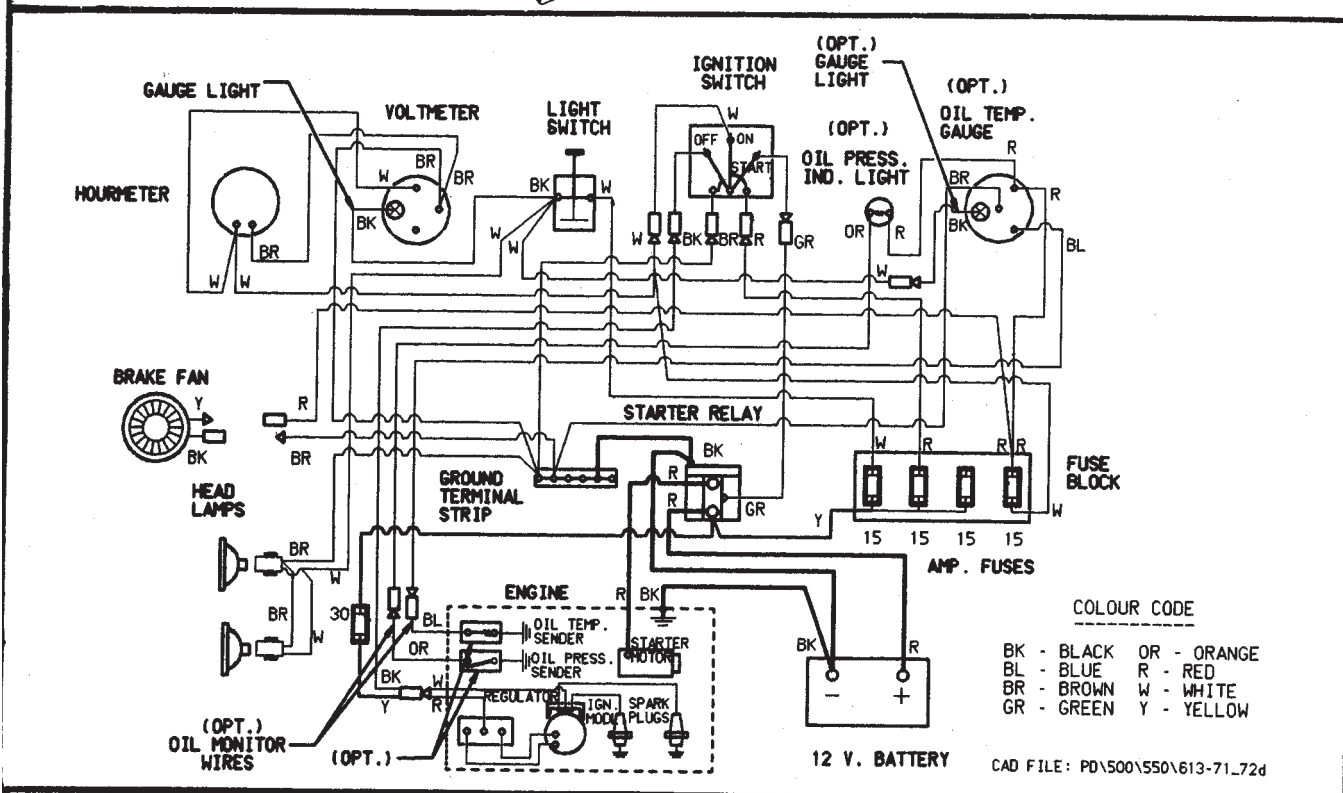 (OPT.)
GAUGE
LIGHT
IGNITION
SWITCH
GAUGE LIGHT
VOLTMETER
LIGHT
SWITCH
(OPT.)
OIL TEMP.
GAUGE
(OPT.)
OIL PRESS.
IND. LIGHT
W
OFF
ON
START
R
BR
BR
W
BK
W
BR
R
HOURMETER
BK
BK
OR
R
BL
W
W
W
BK
BR
R
GR
W
W
BR
W
BRAKE FAN
Y
R
BK
BR
STARTER RELAY
BK
W
R
R
R
FUSE
BLOCK
HEAD
LAMPS
GROUND
TERMINAL
STRIP
R
R
GR
Y
W
15
15
15
15
AMP. FUSES
BR
W
BR
W
30
ENGINE
R
BK
BL
OR
OIL TEMP.
SENDER
OIL PRESS.
SENDER
STARTER
MOTOR
BK
Y
W
R
REGULATOR
IGN.
MODL
SPARK
PLUGS
(OPT.)
OIL MONITOR
WIRES
(OPT.)
BK
R
-
+
12 V. BATTERY
COLOUR CODE
BK - BLACK OR - ORANGE
BL - BLUE R - RED
BR - BROWN W - WHITE
GR - GREEN Y - YELLOW
CAD FILE: PD\500\550\613-71_72d